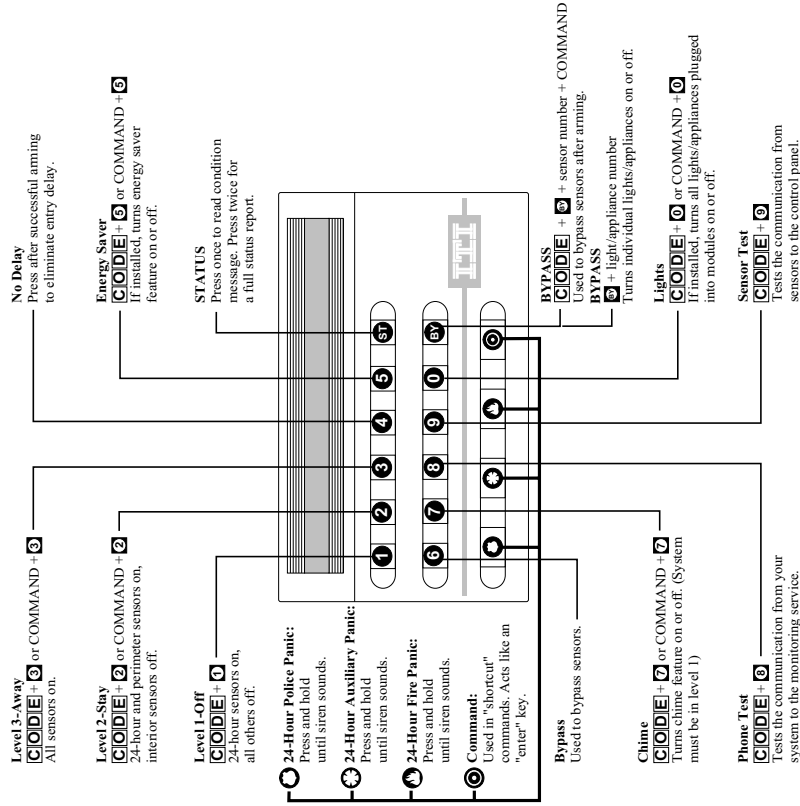 Level 3-Away
CODE + 3 or COMMAND + 3
All sensors on.
Level 2-Stay
CODE + 2 or COMMAND + 2
24-hour and perimeter sensors on,
interior sensors off.
Level 1-Off
CODE + 1
24-hour sensors on,
all others off.
24-Hour Police Panic:
Press and hold
until siren sounds.
24-Hour Auxiliary Panic:
Press and hold
until siren sounds.
24-Hour Fire Panic:
Press and hold
until siren sounds.
Command:
Used in "shortcut"
commands. Acts like an
"enter" key.
Bypass
Used to bypass sensors.
Chime
CODE + 7 or COMMAND + 7
Turns chime feature on or off. (System
must be in level 1)
Phone Test
CODE + 8
Tests the communication from your
system to the monitoring service.
1 2 3 4 5 ST
6 7 8 9 0 BY
ITI
No Delay
Press after successful arming
to eliminate entry delay.
Energy Saver
CODE + 5 or COMMAND + 5
If installed, turns energy saver
feature on or off.
STATUS
Press once to read condition
message. Press twice for
a full status report.
BYPASS
CODE + BY + sensor number + COMMAND
Used to bypass sensors after arming.
BYPASS
BY + light/appliance number
Turns individual lights/appliances on or off.
Lights
CODE + 0 or COMMAND + 0
If installed, turns all lights/appliances plugged
into modules on or off.
Sensor Test
CODE + 9
Tests the communication from
sensors to the control panel.